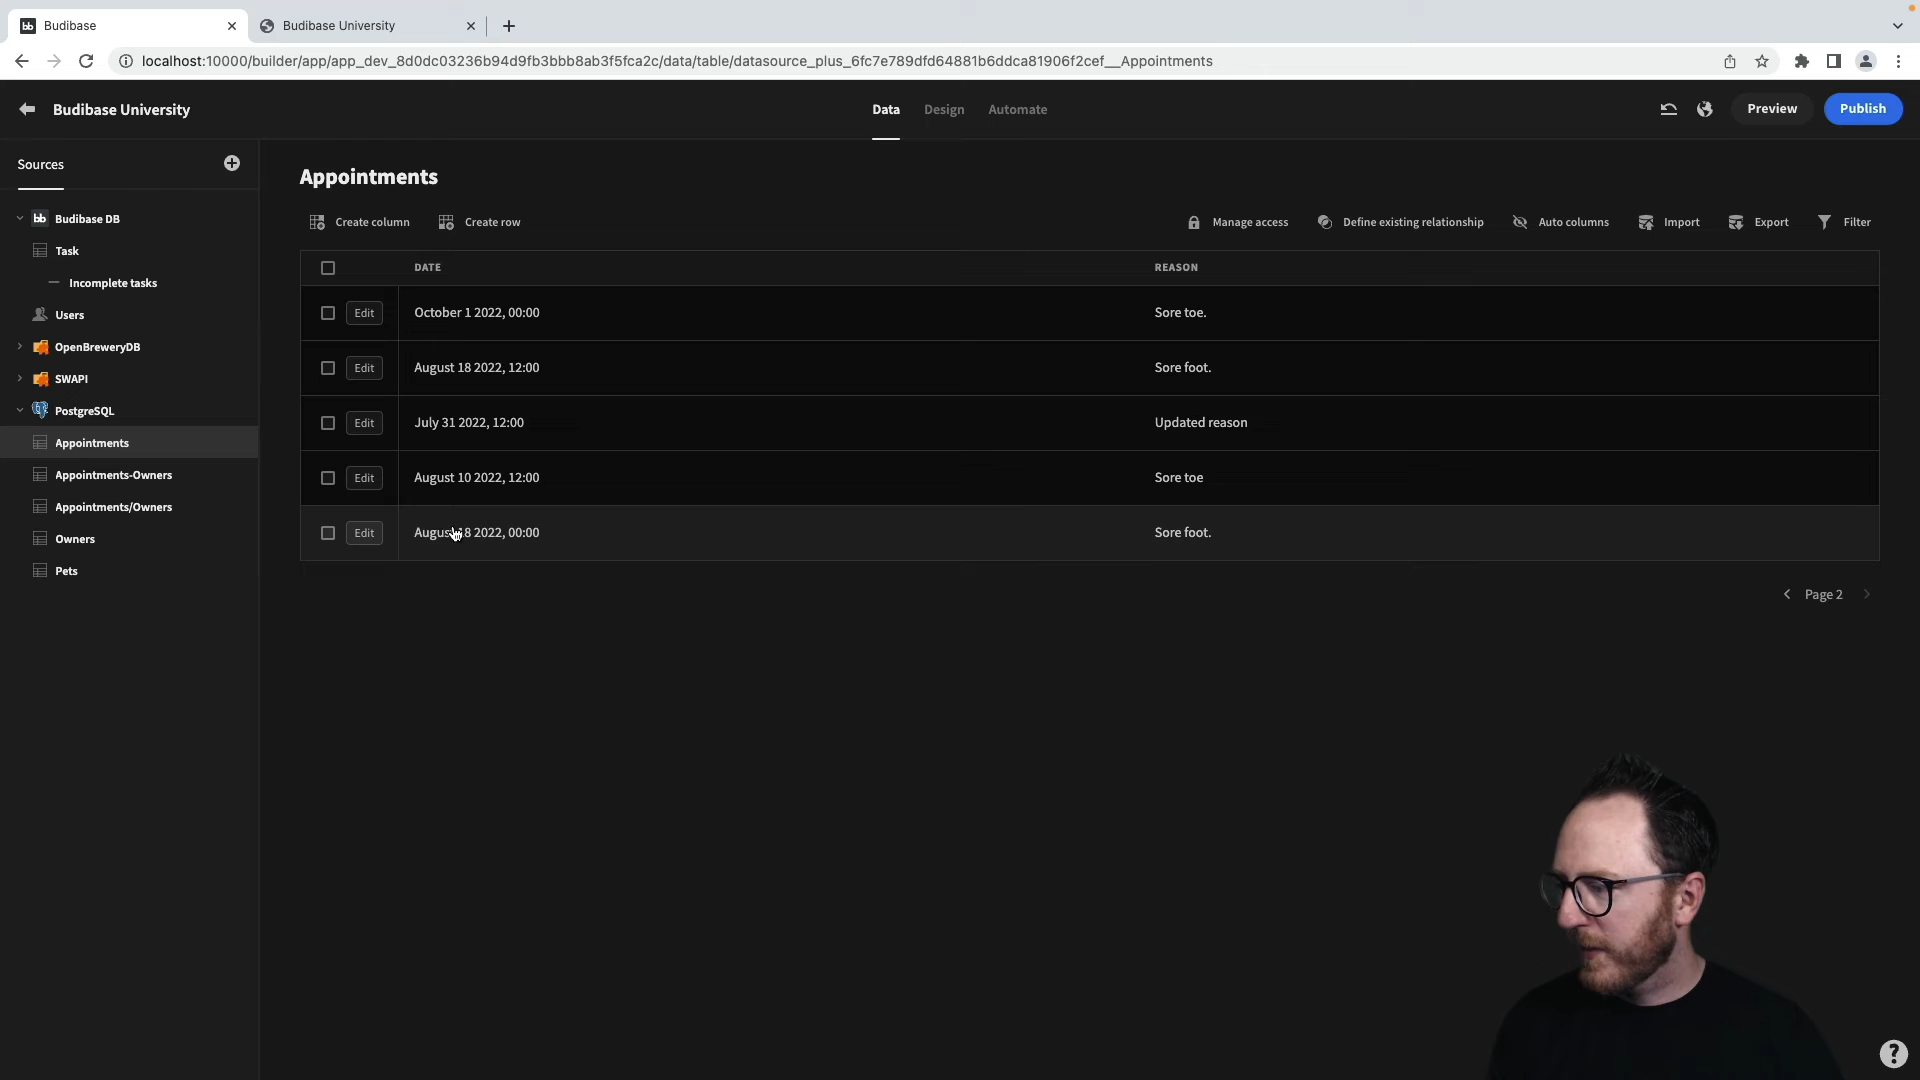 Budibase
Budibase University
localhost:10000/builder/app/app_dev_8d0dc03236b94d9fb3bbb8ab3f5fca2c/data/table/datasource_plus_6fc7e789dfd64881b6ddca81906f2cef__Appointments
Budibase University
Data
Design
Automate
Preview
Publish
Sources
bb Budibase DB
Task
Incomplete tasks
Users
OpenBreweryDB
SWAPI
PostgreSQL
Appointments
Appointments-Owners
Appointments/Owners
Owners
Pets
Appointments
Create column
Create row
Manage access
Define existing relationship
Auto columns
Import
Export
Filter
DATE REASON
Edit October 1 2022, 00:00 Sore toe.
Edit August 18 2022, 12:00 Sore foot.
Edit July 31 2022, 12:00 Updated reason
Edit August 10 2022, 12:00 Sore toe
Edit August 18 2022, 00:00 Sore foot.
Page 2
?